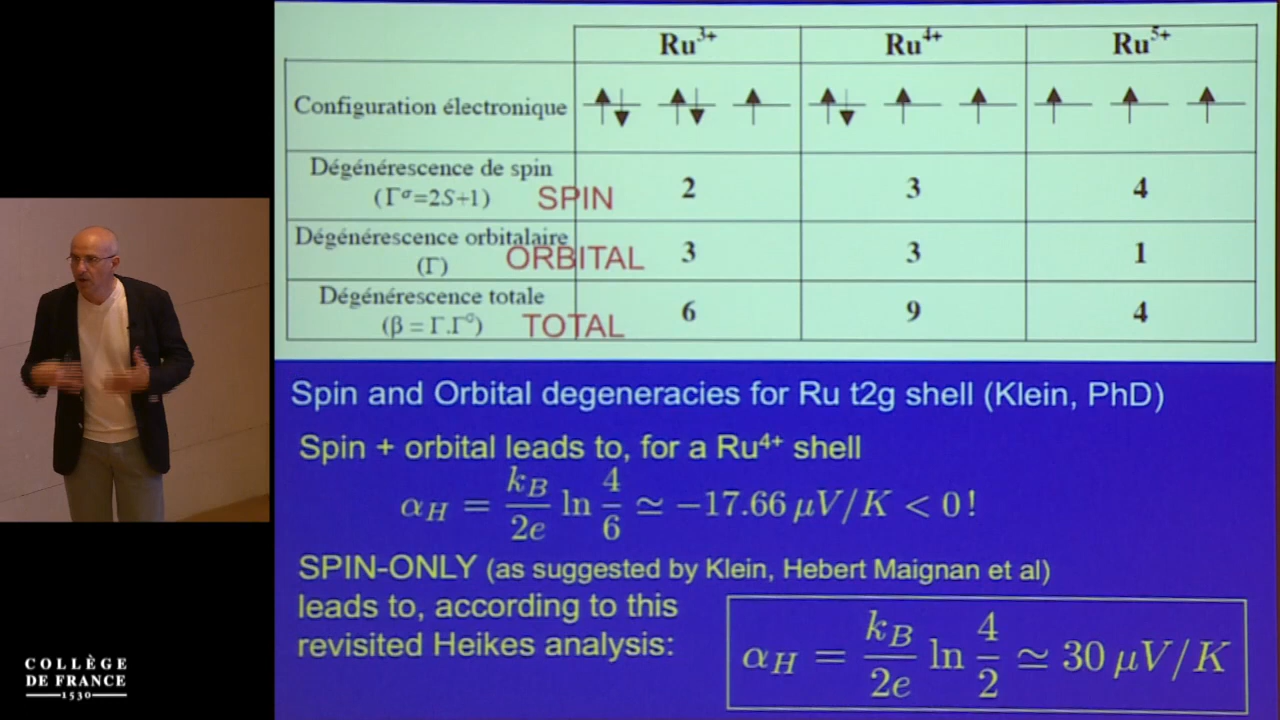 Ru³⁺ Ru⁴⁺ Ru⁵⁺
Configuration électronique
Dégénérescence de spin
(Γ^σ=2S+1) SPIN 2 3 4
Dégénérescence orbitalaire
(Γ) ORBITAL 3 3 1
Dégénérescence totale
(β = Γ.Γ^σ) TOTAL 6 9 4
Spin and Orbital degeneracies for Ru t2g shell (Klein, PhD)
Spin + orbital leads to, for a Ru⁴⁺ shell
α_H = k_B/2e ln 4/6 ≃ −17.66 μV/K < 0 !
SPIN-ONLY (as suggested by Klein, Hebert Maignan et al)
leads to, according to this
revisited Heikes analysis:
α_H = k_B/2e ln 4/2 ≃ 30 μV/K
COLLÈGE
DE FRANCE
1530